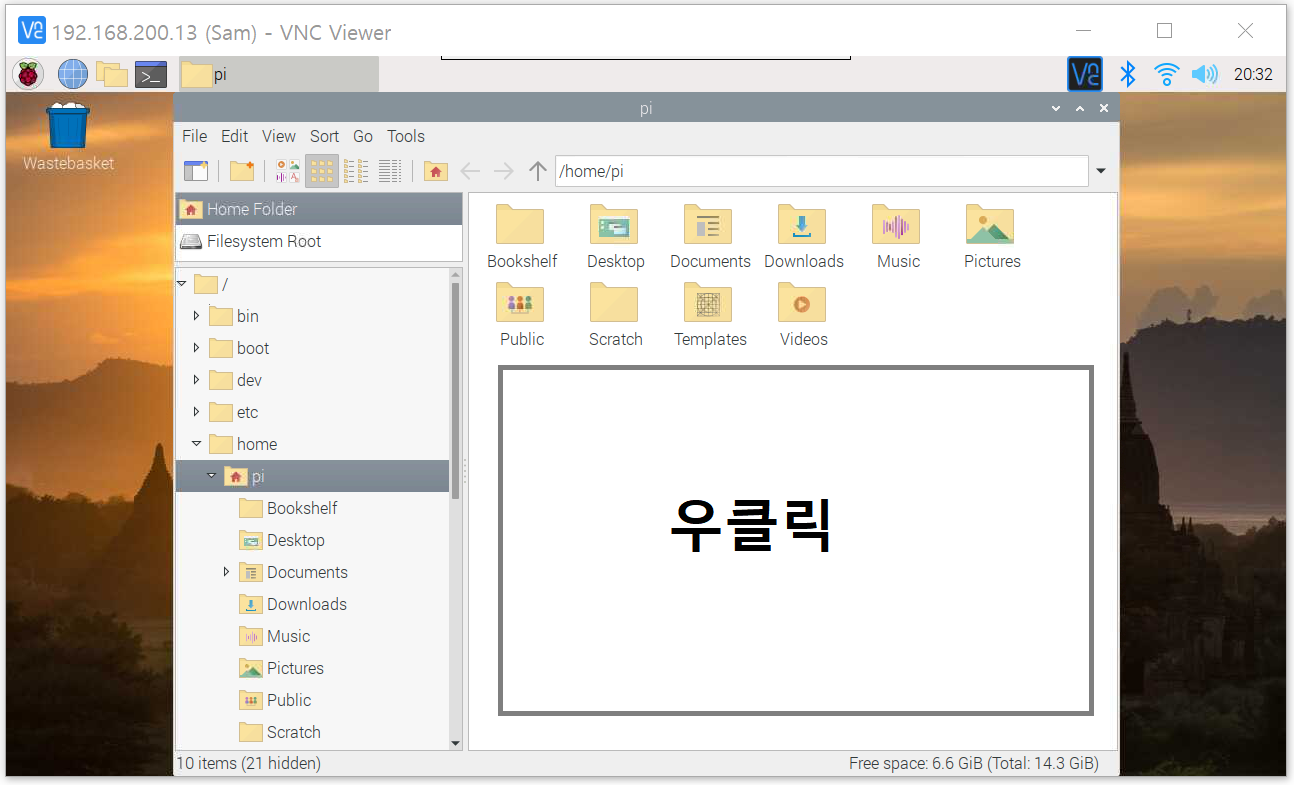 192.168.200.13 (Sam) - VNC Viewer
pi
20:32
Wastebasket
pi
File Edit View Sort Go Tools
/home/pi
Home Folder
Filesystem Root
/
bin
boot
dev
etc
home
pi
Bookshelf
Desktop
Documents
Downloads
Music
Pictures
Public
Scratch
Bookshelf Desktop Documents Downloads Music Pictures
Public Scratch Templates Videos
우클릭
10 items (21 hidden)
Free space: 6.6 GiB (Total: 14.3 GiB)